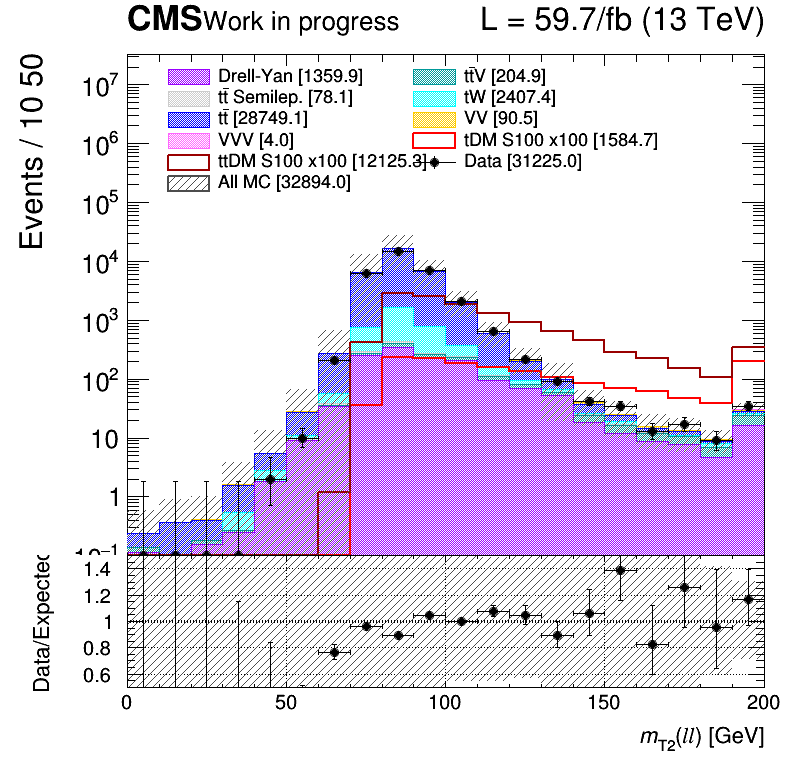 CMS Work in progress L = 59.7/fb (13 TeV)
Events / 10 50
10⁷
10⁶
10⁵
10⁴
10³
10²
10
1
10⁻¹
Drell-Yan [1359.9]
tt̄V [204.9]
tt̄ Semilep. [78.1]
tW [2407.4]
tt̄ [28749.1]
VV [90.5]
VVV [4.0]
tDM S100 x100 [1584.7]
ttDM S100 x100 [12125.3]
Data [31225.0]
All MC [32894.0]
Data/Expected
1.4
1.2
1
0.8
0.6
0 50 100 150 200
m_T2(ll) [GeV]